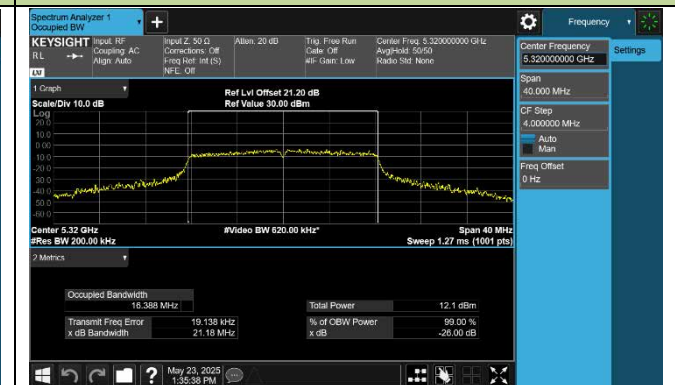 Spectrum Analyzer 1
Occupied BW
+
Frequency
KEYSIGHT
RL
LXI
Input: RF
Coupling: AC
Align: Auto
Input Z: 50 Ω
Corrections: Off
Freq Ref: Int (S)
NFE: Off
Atten: 20 dB
Trig: Free Run
Gate: Off
#IF Gain: Low
Center Freq: 5.320000000 GHz
Avg|Hold: 50/50
Radio Std: None
1 Graph
Scale/Div 10.0 dB
Ref Lvl Offset 21.20 dB
Ref Value 30.00 dBm
Log
20.0
10.0
0.00
-10.0
-20.0
-30.0
-40.0
-50.0
-60.0
Center 5.32 GHz
#Res BW 200.00 kHz
#Video BW 620.00 kHz*
Span 40 MHz
Sweep 1.27 ms (1001 pts)
2 Metrics
Occupied Bandwidth
16.388 MHz
Transmit Freq Error 19.138 kHz
x dB Bandwidth 21.18 MHz
Total Power 12.1 dBm
% of OBW Power 99.00 %
x dB -26.00 dB
Center Frequency
5.320000000 GHz
Span
40.000 MHz
CF Step
4.000000 MHz
Auto
Man
Freq Offset
0 Hz
Settings
?
May 23, 2025
1:35:38 PM